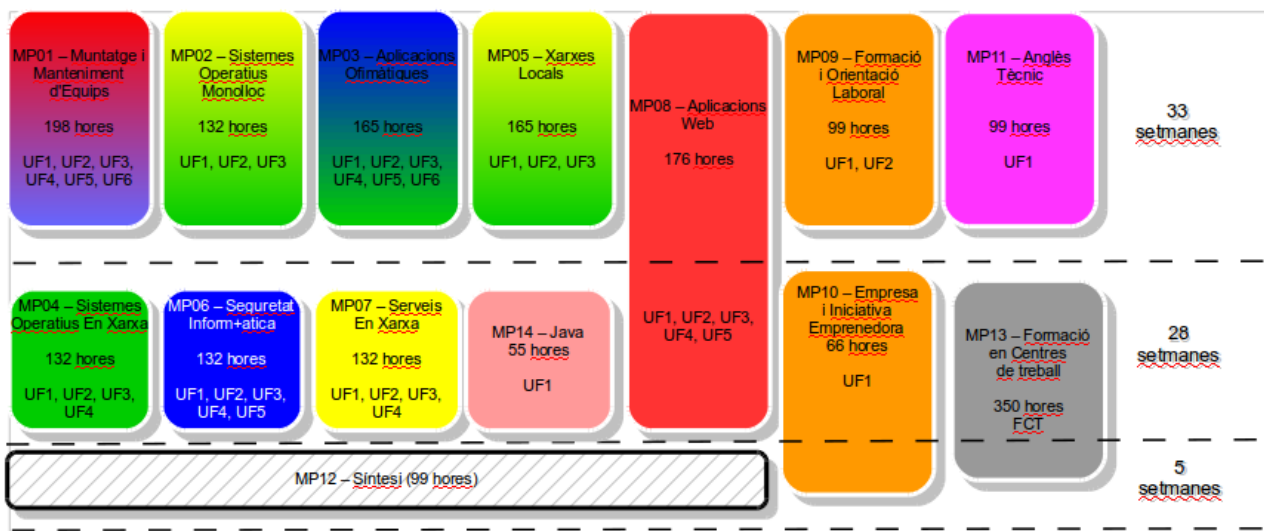 MP01 – Muntatge i
Manteniment
d'Equips
198 hores
UF1, UF2, UF3,
UF4, UF5, UF6
MP02 – Sistemes
Operatius
Monolloc
132 hores
UF1, UF2, UF3
MP03 – Aplicacions
Ofimàtiques
165 hores
UF1, UF2, UF3,
UF4, UF5, UF6
MP05 – Xarxes
Locals
165 hores
UF1, UF2, UF3
MP08 – Aplicacions
Web
176 hores
UF1, UF2, UF3,
UF4, UF5
MP09 – Formació
i Orientació
Laboral
99 hores
UF1, UF2
MP11 – Anglès
Tècnic
99 hores
UF1
33
setmanes
MP04 – Sistemes
Operatius En Xarxa
132 hores
UF1, UF2, UF3,
UF4
MP06 – Seguretat
Inform+atica
132 hores
UF1, UF2, UF3,
UF4, UF5
MP07 – Serveis
En Xarxa
132 hores
UF1, UF2, UF3,
UF4
MP14 – Java
55 hores
UF1
MP10 – Empresa
i Iniciativa
Emprenedora
66 hores
UF1
MP13 – Formació
en Centres
de treball
350 hores
FCT
28
setmanes
MP12 – Síntesi (99 hores)
5
setmanes